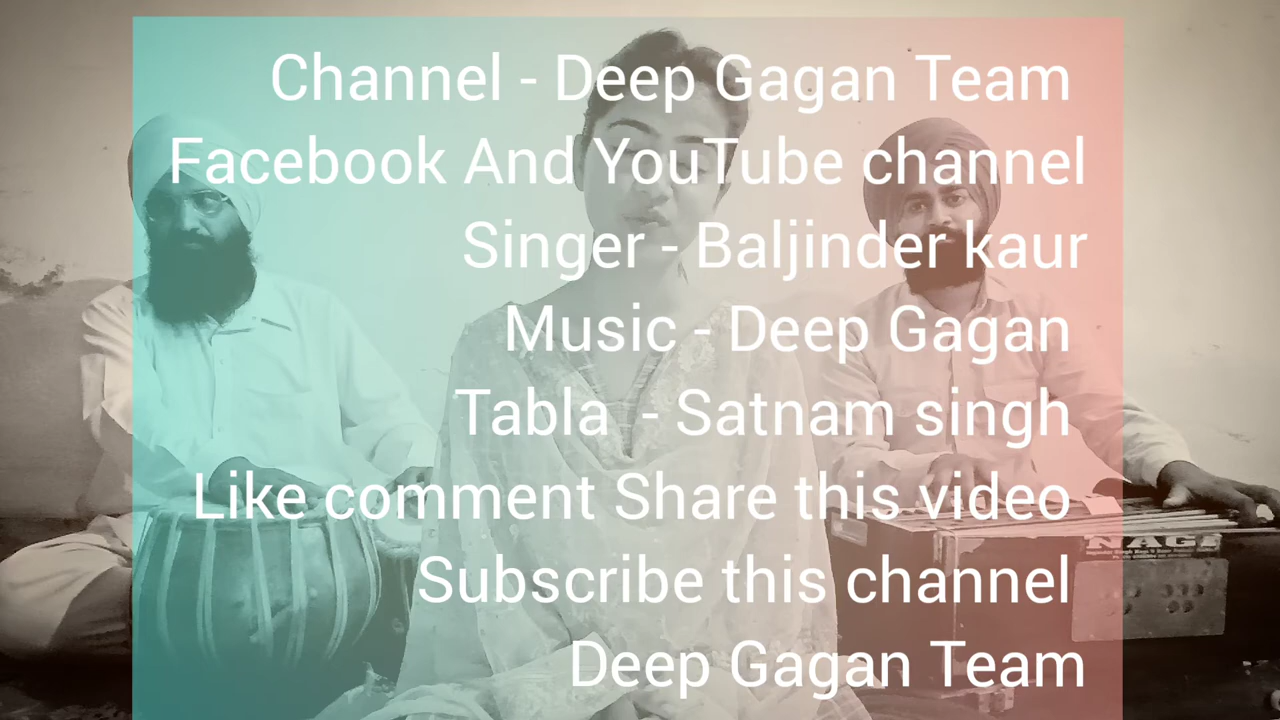 Channel - Deep Gagan Team
Facebook And YouTube channel
Singer - Baljinder kaur
Music - Deep Gagan
Tabla - Satnam singh
Like comment Share this video
Subscribe this channel
Deep Gagan Team
NAGI